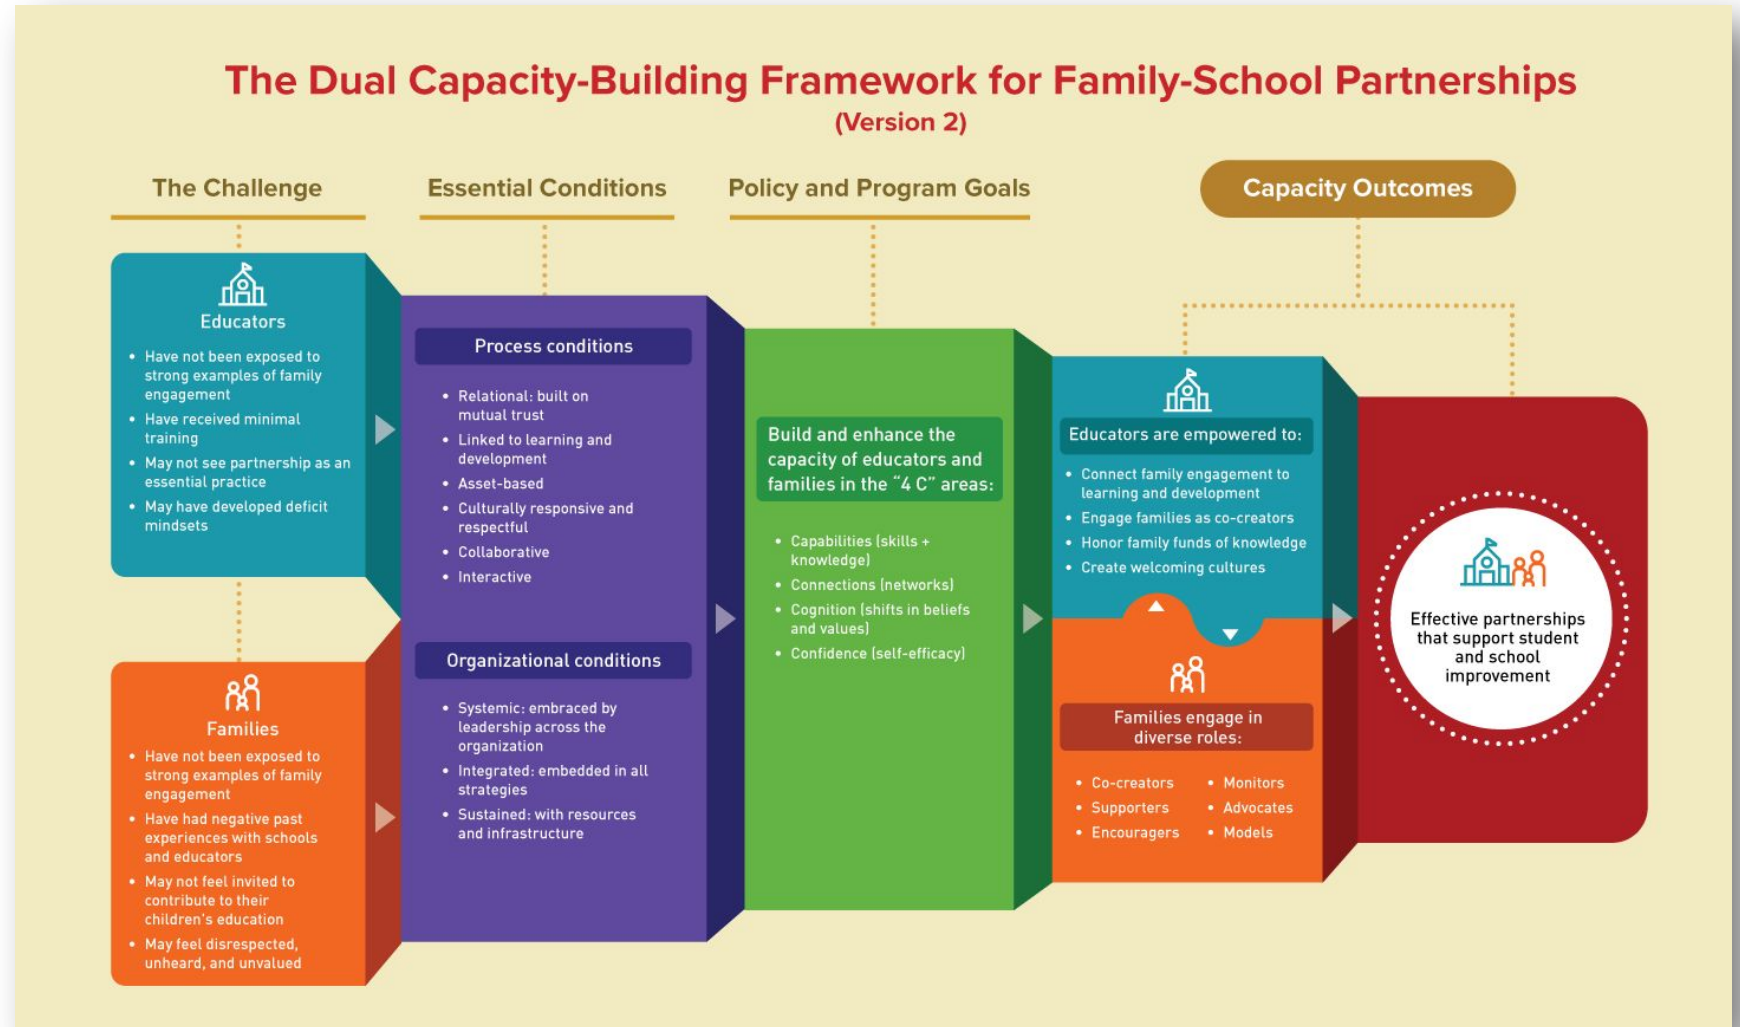 The Dual Capacity-Building Framework for Family-School Partnerships
(Version 2)
The Challenge
Educators
• Have not been exposed to
strong examples of family
engagement
• Have received minimal
training
• May not see partnership as an
essential practice
• May have developed deficit
mindsets
Families
• Have not been exposed to
strong examples of family
engagement
• Have had negative past
experiences with schools
and educators
• May not feel invited to
contribute to their
children's education
• May feel disrespected,
unheard, and unvalued
Essential Conditions
Process conditions
• Relational: built on
mutual trust
• Linked to learning and
development
• Asset-based
• Culturally responsive and
respectful
• Collaborative
• Interactive
Organizational conditions
• Systemic: embraced by
leadership across the
organization
• Integrated: embedded in all
strategies
• Sustained: with resources
and infrastructure
Policy and Program Goals
Build and enhance the
capacity of educators and
families in the “4 C” areas:
• Capabilities (skills +
knowledge)
• Connections (networks)
• Cognition (shifts in beliefs
and values)
• Confidence (self-efficacy)
Capacity Outcomes
Educators are empowered to:
• Connect family engagement to
learning and development
• Engage families as co-creators
• Honor family funds of knowledge
• Create welcoming cultures
Families engage in
diverse roles:
• Co-creators
• Supporters
• Encouragers
• Monitors
• Advocates
• Models
Effective partnerships
that support student
and school
improvement